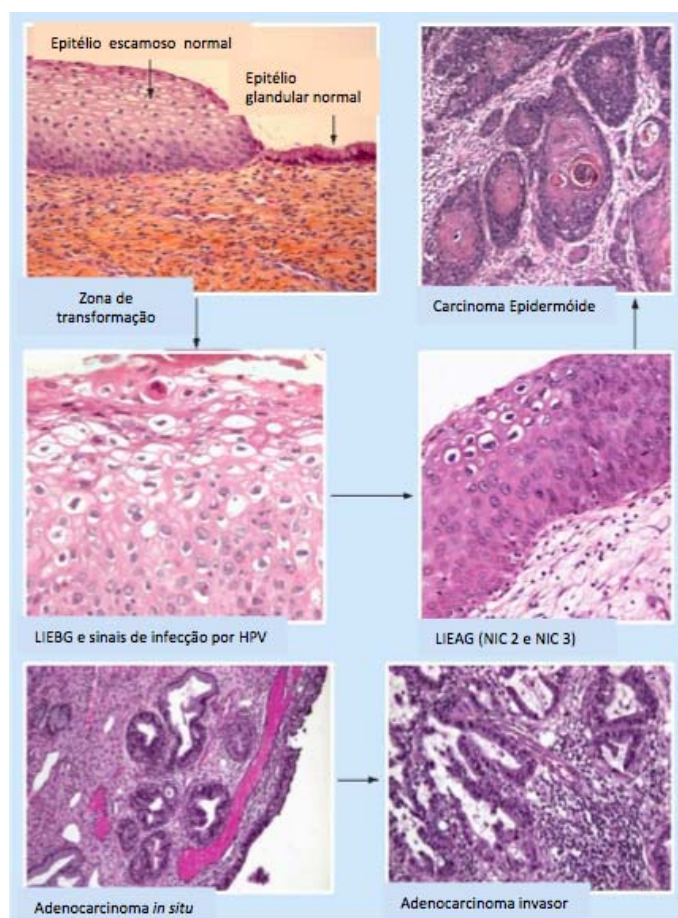 Epitélio escamoso normal
Epitélio
glandular normal
Zona de
transformação
Carcinoma Epidermóide
LIEBG e sinais de infecção por HPV
LIEAG (NIC 2 e NIC 3)
Adenocarcinoma in situ
Adenocarcinoma invasor